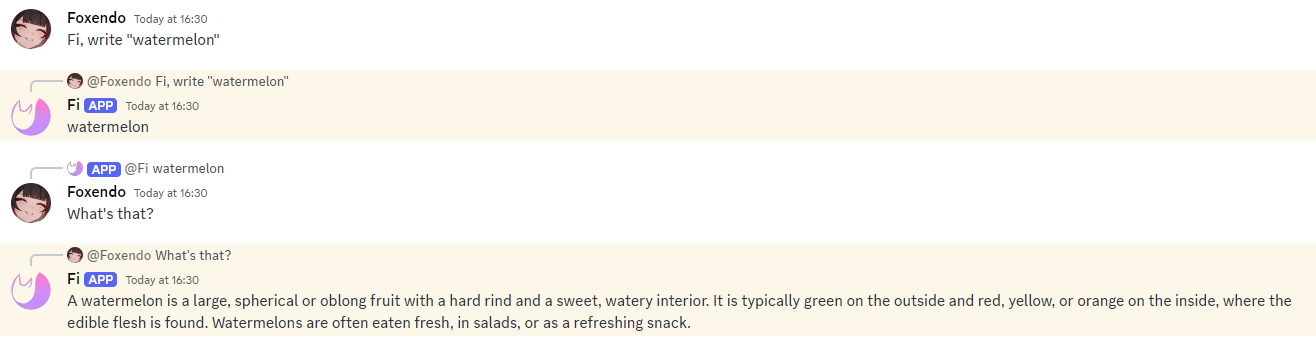 Foxendo Today at 16:30
Fi, write "watermelon"
@Foxendo Fi, write "watermelon"
Fi APP Today at 16:30
watermelon
APP @Fi watermelon
Foxendo Today at 16:30
What's that?
@Foxendo What's that?
Fi APP Today at 16:30
A watermelon is a large, spherical or oblong fruit with a hard rind and a sweet, watery interior. It is typically green on the outside and red, yellow, or orange on the inside, where the
edible flesh is found. Watermelons are often eaten fresh, in salads, or as a refreshing snack.